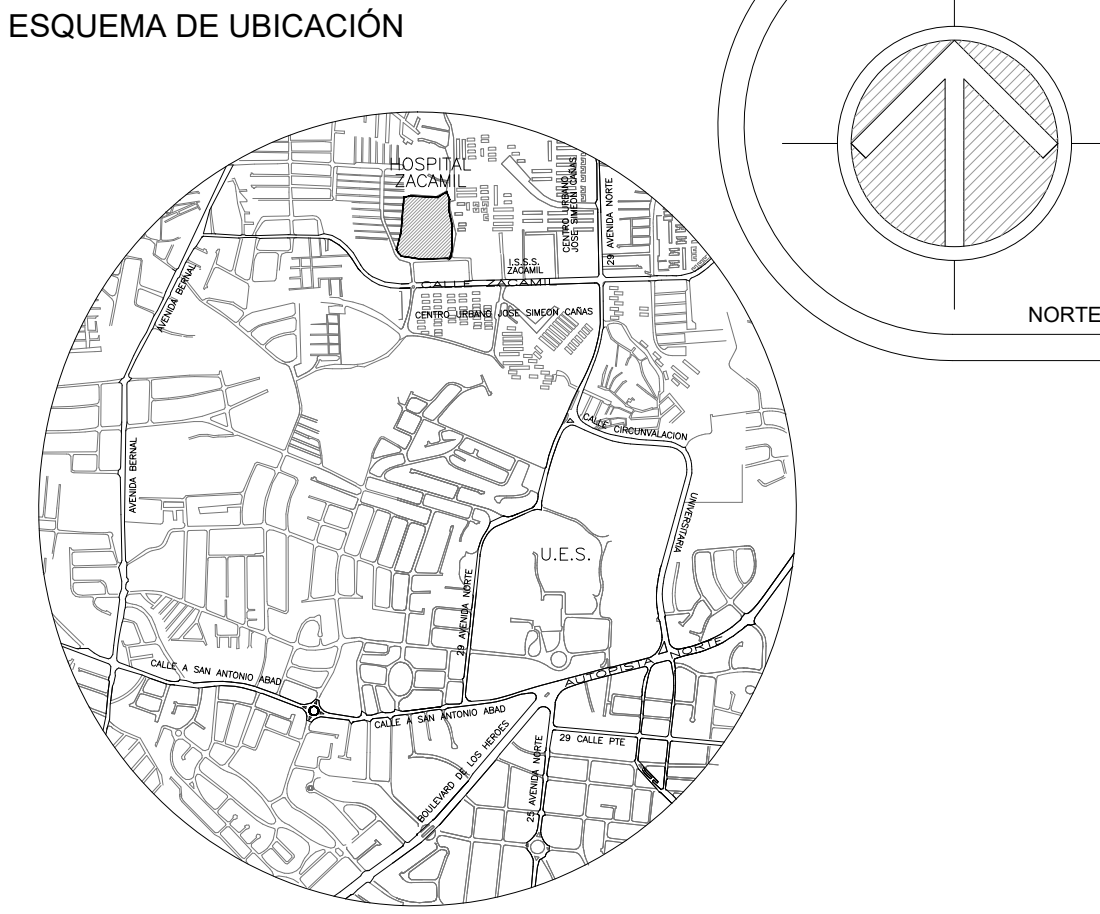 ESQUEMA DE UBICACIÓN
NORTE
HOSPITAL
ZACAMIL
CENTRO URBANO
JOSE SIMEON CAÑAS
29 AVENIDA NORTE
I.S.S.S.
ZACAMIL
CALLE ZACAMIL
CENTRO URBANO JOSE SIMEON CAÑAS
AVENIDA BERNAL
CALLE CIRCUNVALACION
AVENIDA BERNAL
UNIVERSITARIA
U.E.S.
29 AVENIDA NORTE
AUTOPISTA NORTE
CALLE A SAN ANTONIO ABAD
CALLE A SAN ANTONIO ABAD
BOULEVARD DE LOS HEROES
29 CALLE PTE
25 AVENIDA NORTE